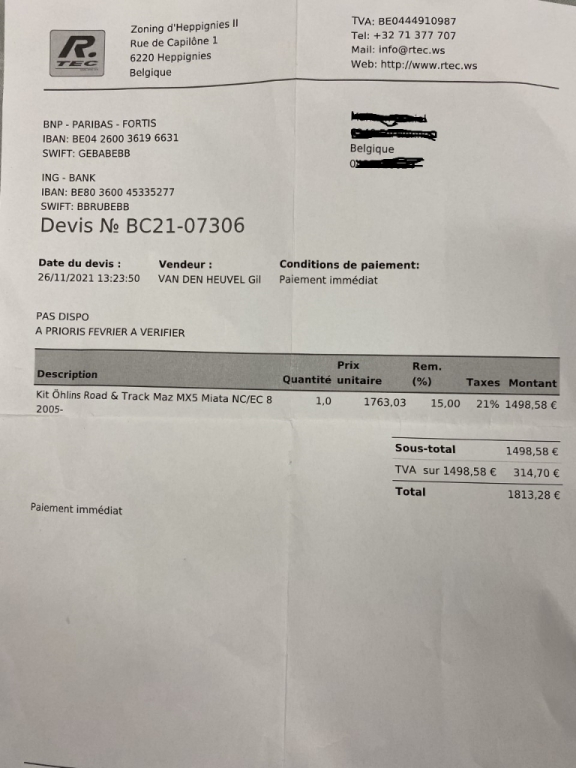 R.
TEC
Zoning d'Heppignies II
Rue de Capilône 1
6220 Heppignies
Belgique
TVA: BE0444910987
Tel: +32 71 377 707
Mail: info@rtec.ws
Web: http://www.rtec.ws
BNP - PARIBAS - FORTIS
IBAN: BE04 2600 3619 6631
SWIFT: GEBABEBB
ING - BANK
IBAN: BE80 3600 45335277
SWIFT: BBRUBEBB
Belgique
Devis № BC21-07306
Date du devis : Vendeur : Conditions de paiement:
26/11/2021 13:23:50 VAN DEN HEUVEL Gil Paiement immédiat
PAS DISPO
A PRIORIS FEVRIER A VERIFIER
Description Quantité Prix unitaire Rem. (%) Taxes Montant
Kit Öhlins Road & Track Maz MX5 Miata NC/EC 8 1,0 1763,03 15,00 21% 1498,58 €
2005-
Sous-total 1498,58 €
TVA sur 1498,58 € 314,70 €
Total 1813,28 €
Paiement immédiat